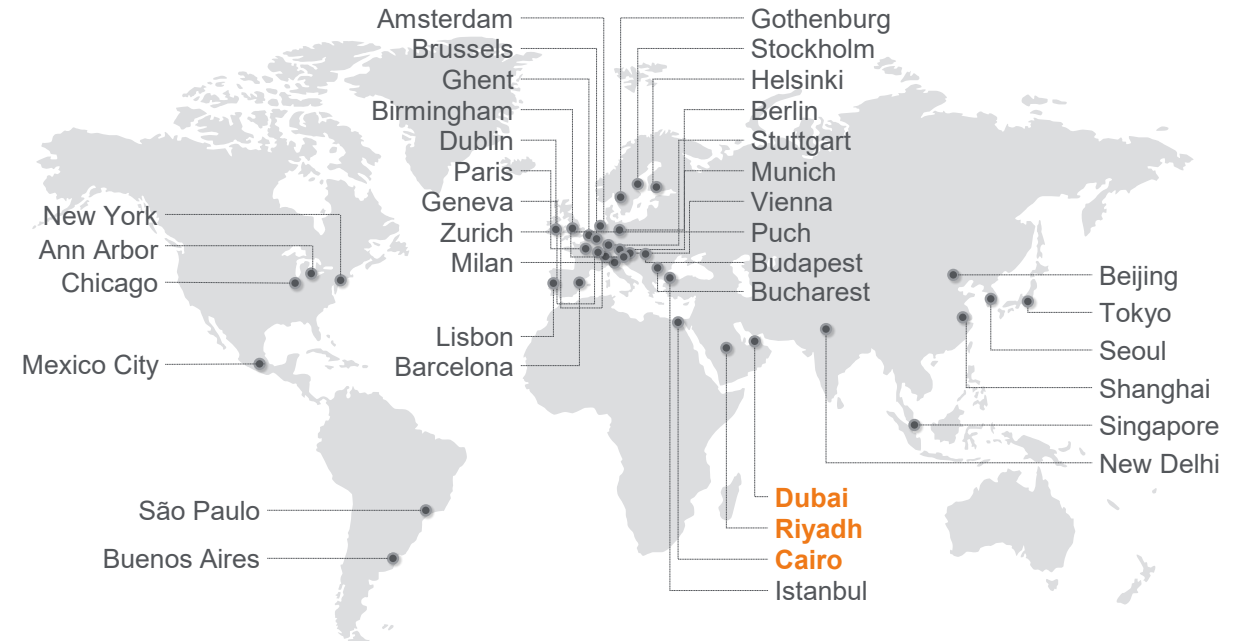 Amsterdam
Brussels
Ghent
Birmingham
Dublin
Paris
Geneva
Zurich
Milan
Lisbon
Barcelona
Gothenburg
Stockholm
Helsinki
Berlin
Stuttgart
Munich
Vienna
Puch
Budapest
Bucharest
New York
Ann Arbor
Chicago
Mexico City
São Paulo
Buenos Aires
Beijing
Tokyo
Seoul
Shanghai
Singapore
New Delhi
Dubai
Riyadh
Cairo
Istanbul